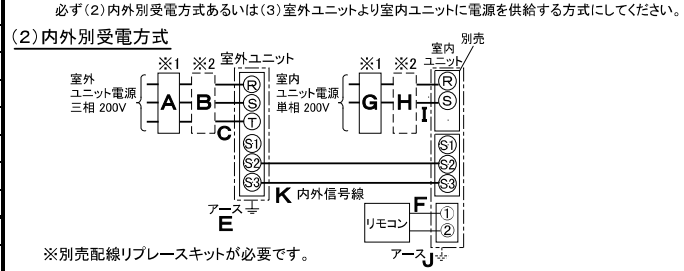 必ず(2)内外別受電方式あるいは(3)室外ユニットより室内ユニットに電源を供給する方式にしてください。
(2)内外別受電方式
別売
室外ユニット
室内
ユニット
※1 ※2
※1 ※2
室外
ユニット電源
三相 200V
A
B
C
R
S
T
S1
S2
S3
室内
ユニット電源
単相 200V
G
H
I
R
S
S1
S2
S3
K 内外信号線
アース
E
リモコン
F
①
②
アース
J
※別売配線リプレースキットが必要です。